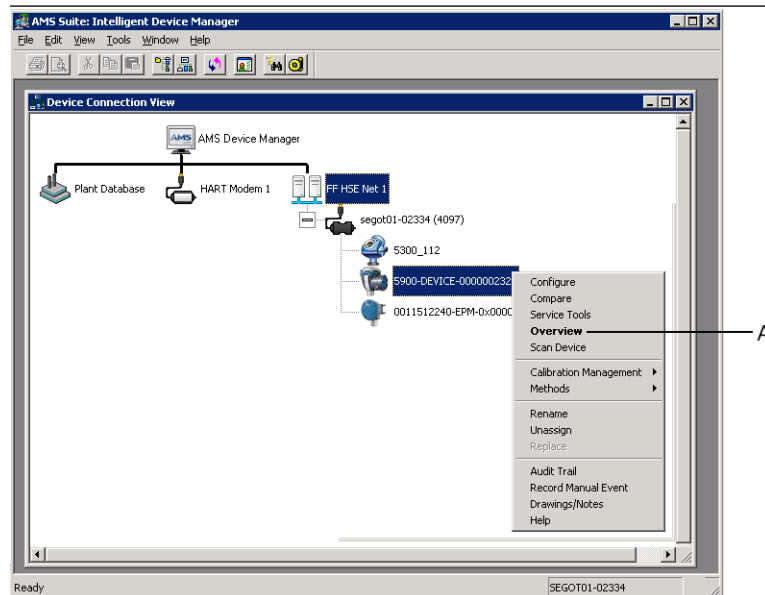 AMS Suite: Intelligent Device Manager
File Edit View Tools Window Help
Device Connection View
AMS
AMS Device Manager
Plant Database
HART Modem 1
FF HSE Net 1
segot01-02334 (4097)
5300_112
5900-DEVICE-000000232
0011512240-EPM-0x0000
Configure
Compare
Service Tools
Overview
A
Scan Device
Calibration Management
Methods
Rename
Unassign
Replace
Audit Trail
Record Manual Event
Drawings/Notes
Help
Ready
SEGOT01-02334